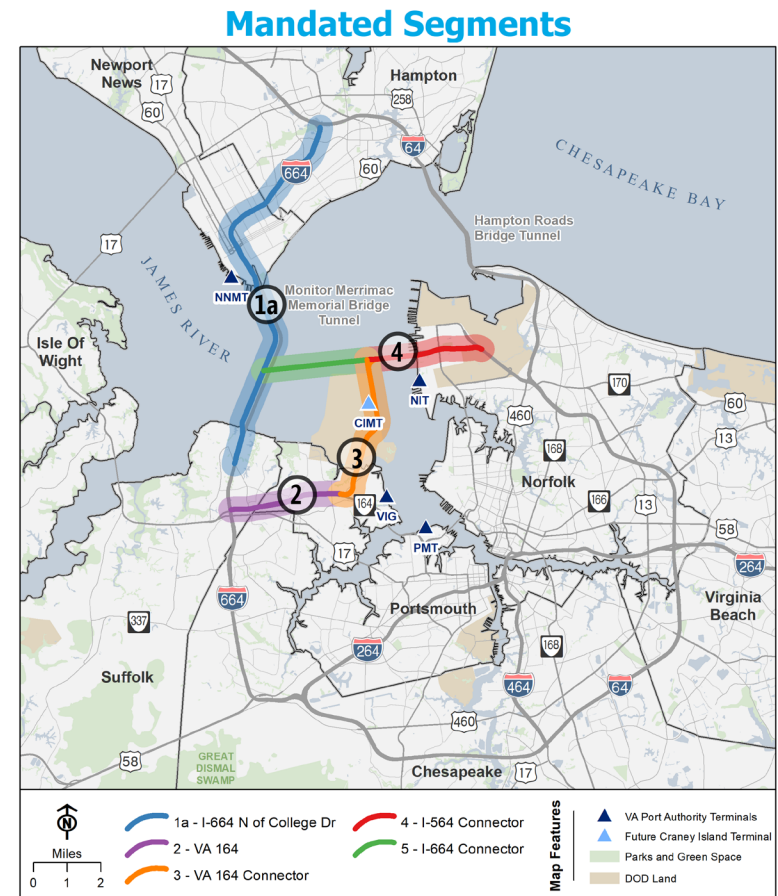 Mandated Segments
Newport
News
17
60
Hampton
258
64
664
60
CHESAPEAKE BAY
17
Hampton Roads
Bridge Tunnel
JAMES RIVER
NNMT
1a
Monitor Merrimac
Memorial Bridge
Tunnel
Isle Of
Wight
4
NIT
170
CIMT
460
60
13
168
3
Norfolk
2
164
VIG
166
13
PMT
58
17
264
664
Portsmouth
Virginia
Beach
337
264
168
Suffolk
464
64
460
58
GREAT
DISMAL
SWAMP
Chesapeake
17
N
Miles
0 1 2
1a - I-664 N of College Dr
2 - VA 164
3 - VA 164 Connector
4 - I-564 Connector
5 - I-664 Connector
Map Features
VA Port Authority Terminals
Future Craney Island Terminal
Parks and Green Space
DOD Land